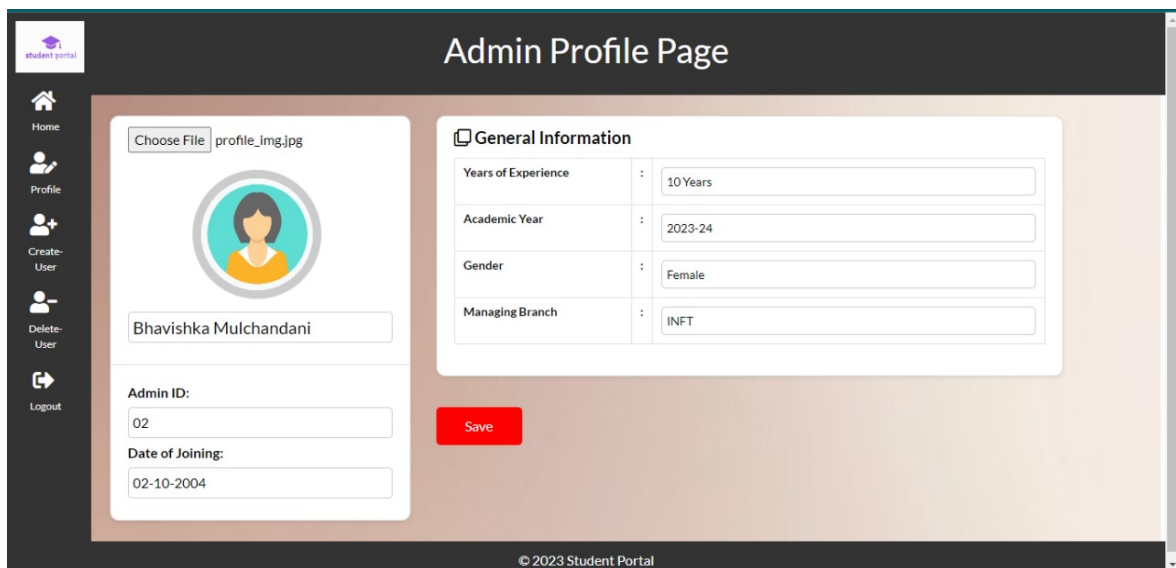 student portal
Admin Profile Page
Home
Profile
Create-
User
Delete-
User
Logout
Choose File profile_img.jpg
Bhavishka Mulchandani
Admin ID:
02
Date of Joining:
02-10-2004
General Information
Years of Experience : 10 Years
Academic Year : 2023-24
Gender : Female
Managing Branch : INFT
Save
© 2023 Student Portal